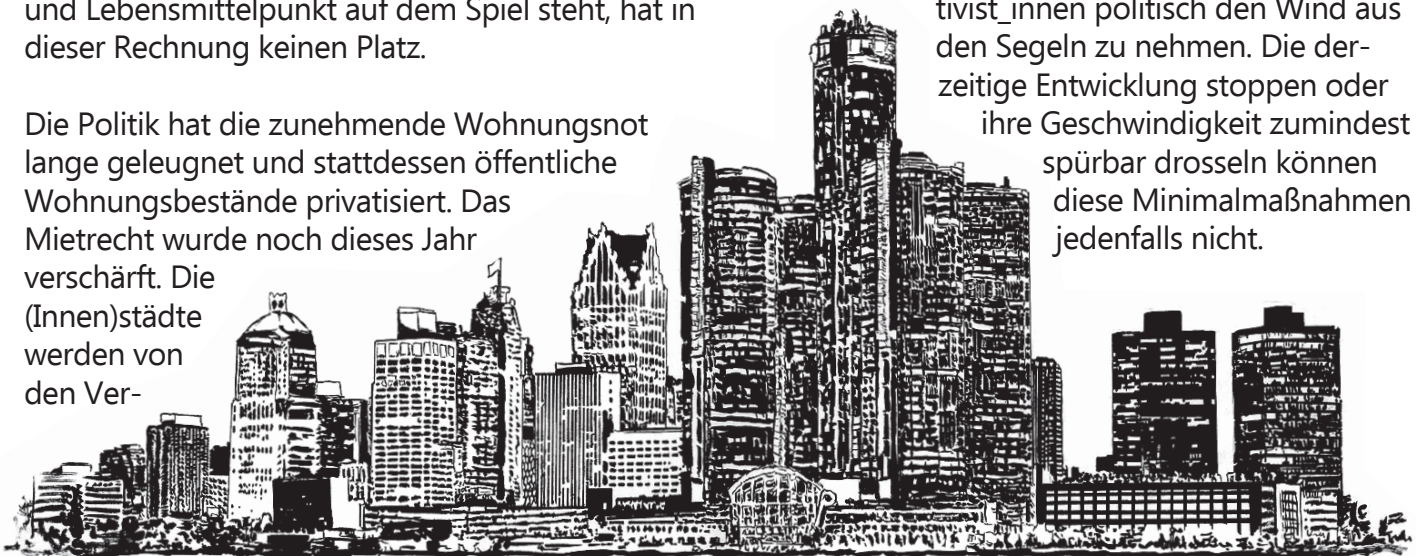 und Lebensmittelpunkt auf dem Spiel steht, hat in
dieser Rechnung keinen Platz.
Die Politik hat die zunehmende Wohnungsnot
lange geleugnet und stattdessen öffentliche
Wohnungsbestände privatisiert. Das
Mietrecht wurde noch dieses Jahr
verschärft. Die
(Innen)städte
werden von
den Ver-
tivist_innen politisch den Wind aus
den Segeln zu nehmen. Die der-
zeitige Entwicklung stoppen oder
ihre Geschwindigkeit zumindest
spürbar drosseln können
diese Minimalmaßnahmen
jedenfalls nicht.